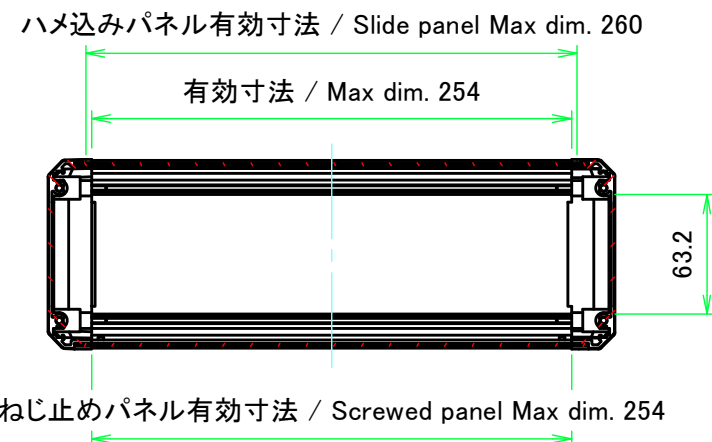 ハメ込みパネル有効寸法 / Slide panel Max dim. 260
有効寸法 / Max dim. 254
63.2
ねじ止めパネル有効寸法 / Screwed panel Max dim. 254